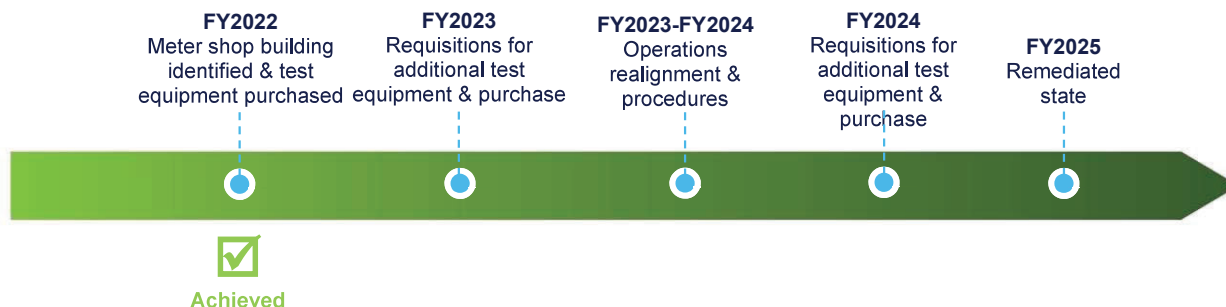 FY2022
Meter shop building
identified & test
equipment purchased
FY2023
Requisitions for
additional test
equipment & purchase
FY2023-FY2024
Operations
realignment &
procedures
FY2024
Requisitions for
additional test
equipment &
purchase
FY2025
Remediated
state
Achieved